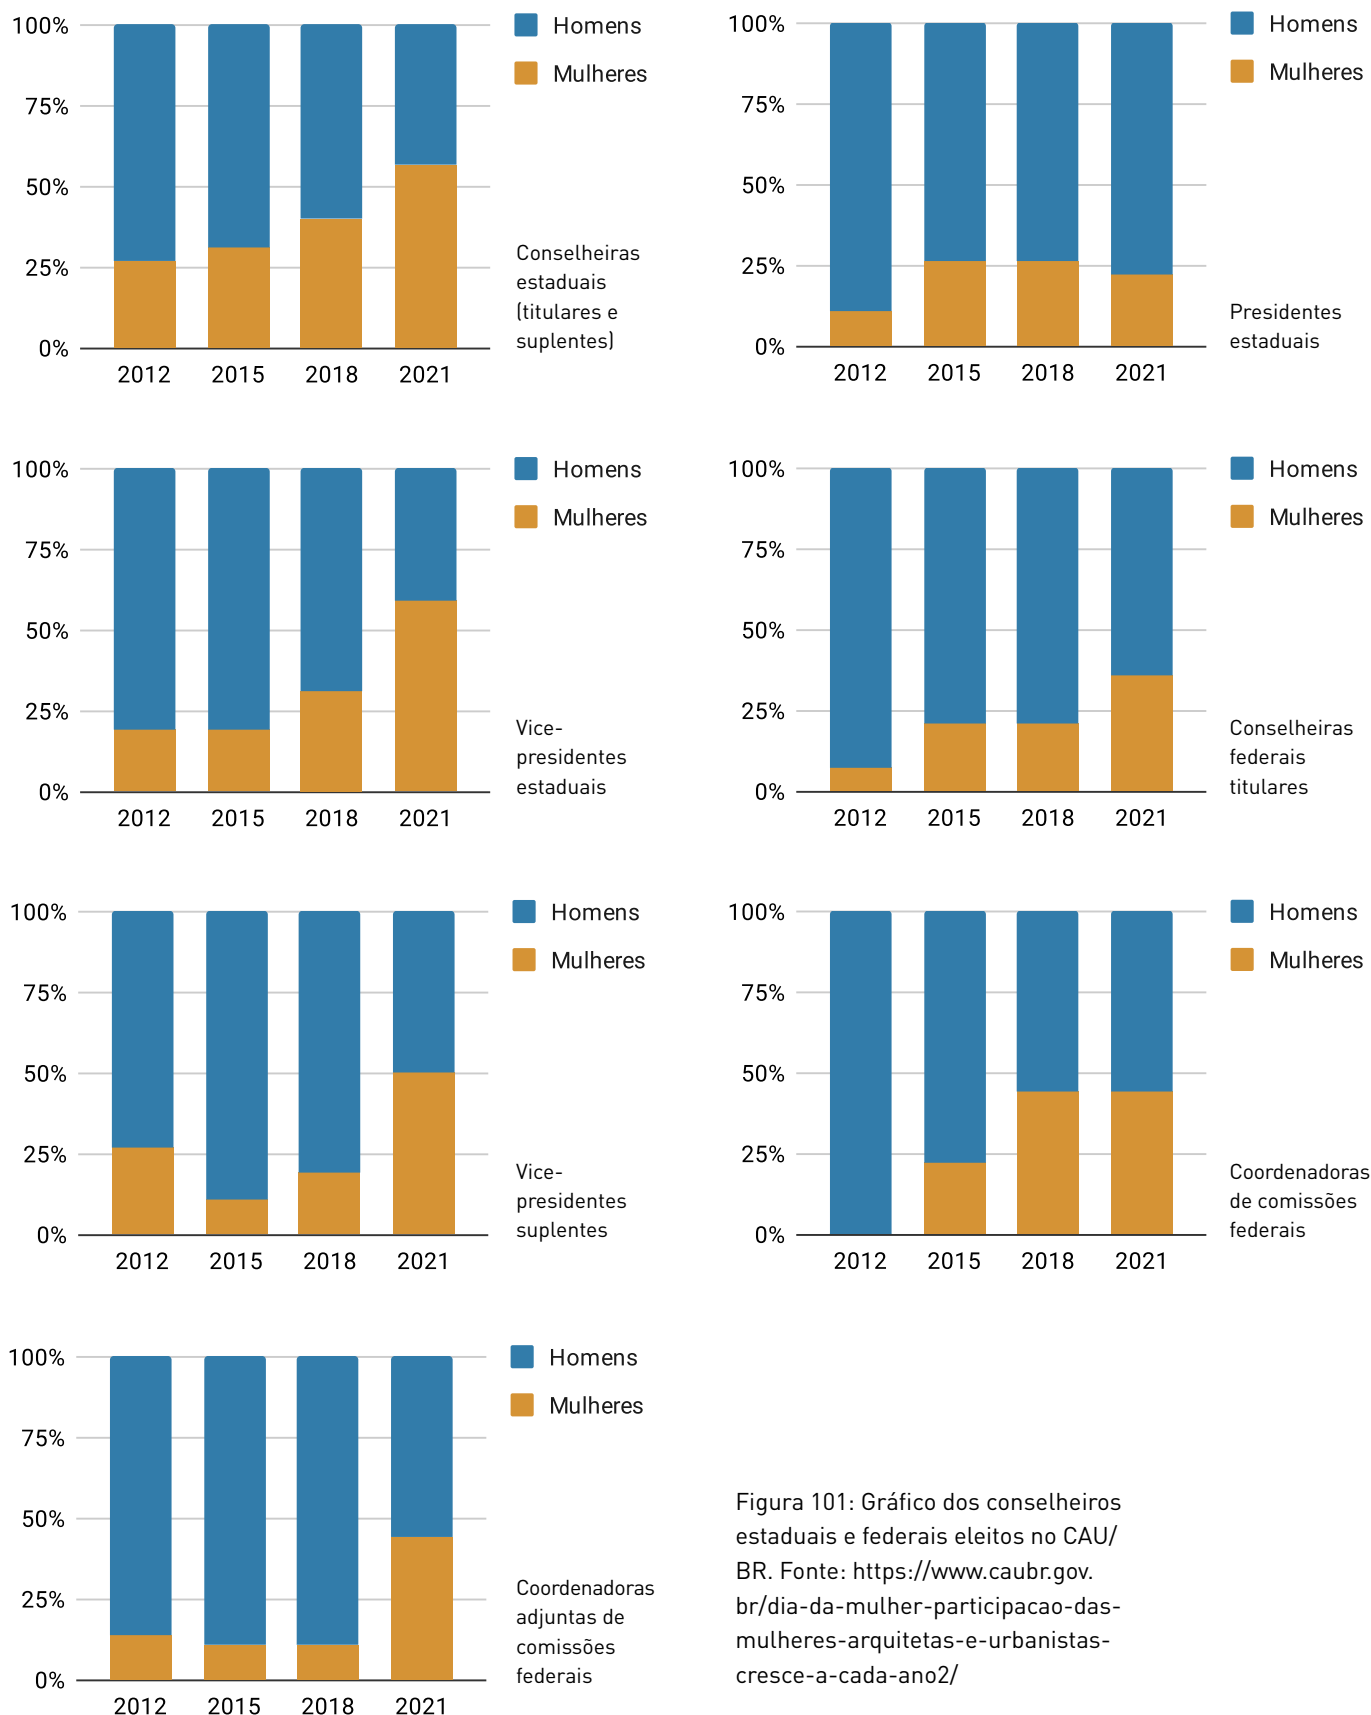 100%
75%
50%
25%
0%
2012 2015 2018 2021
Homens
Mulheres
Conselheiras
estaduais
(titulares e
suplentes)
100%
75%
50%
25%
0%
2012 2015 2018 2021
Homens
Mulheres
Presidentes
estaduais
100%
75%
50%
25%
0%
2012 2015 2018 2021
Homens
Mulheres
Vice-
presidentes
estaduais
100%
75%
50%
25%
0%
2012 2015 2018 2021
Homens
Mulheres
Conselheiras
federais
titulares
100%
75%
50%
25%
0%
2012 2015 2018 2021
Homens
Mulheres
Vice-
presidentes
suplentes
100%
75%
50%
25%
0%
2012 2015 2018 2021
Homens
Mulheres
Coordenadoras
de comissões
federais
100%
75%
50%
25%
0%
2012 2015 2018 2021
Homens
Mulheres
Coordenadoras
adjuntas de
comissões
federais
Figura 101: Gráfico dos conselheiros
estaduais e federais eleitos no CAU/
BR. Fonte: https://www.caubr.gov.
br/dia-da-mulher-participacao-das-
mulheres-arquitetas-e-urbanistas-
cresce-a-cada-ano2/